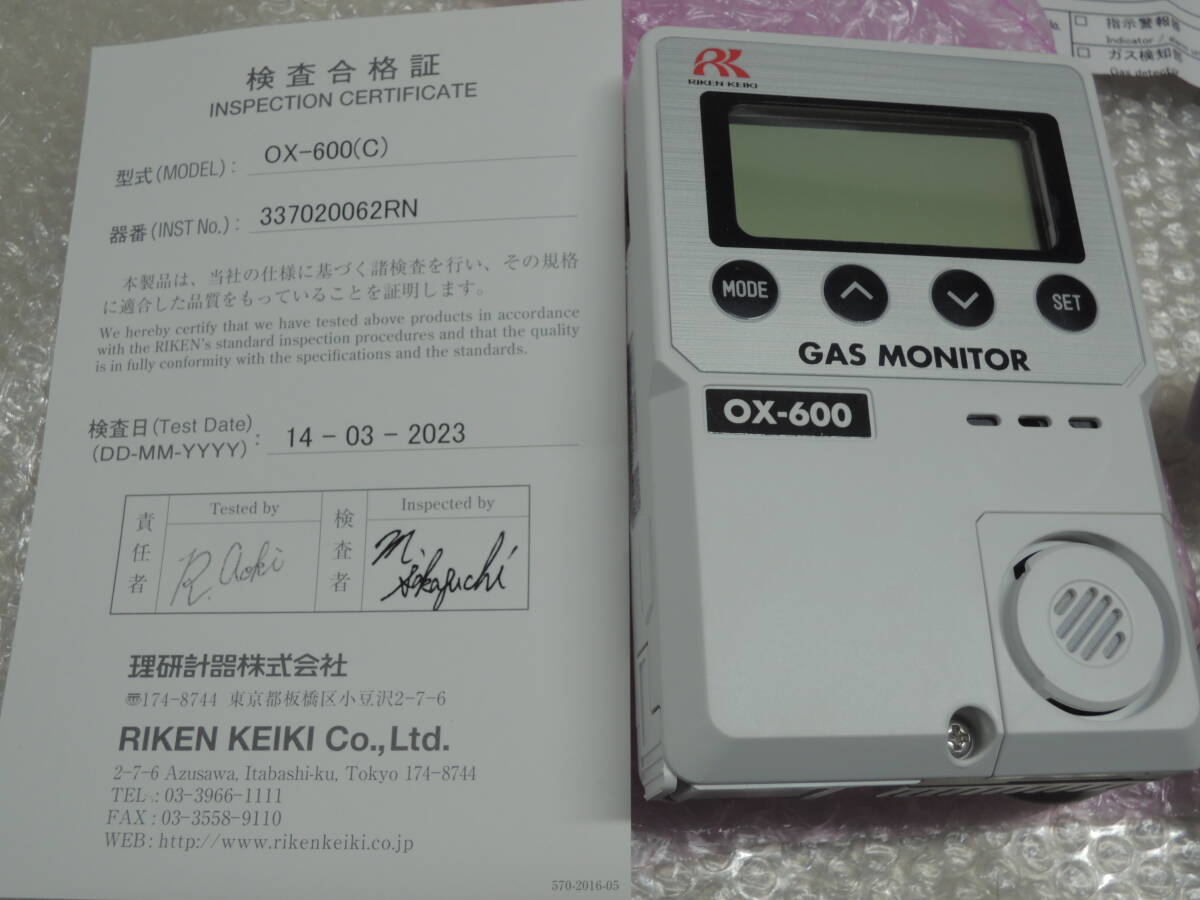 検査合格証
INSPECTION CERTIFICATE
型式(MODEL): OX-600(C)
器番(INST No.): 337020062RN
本製品は、当社の仕様に基づく諸検査を行い、その規格
に適合した品質をもっていることを証明します。
We hereby certify that we have tested above products in accordance
with the RIKEN's standard inspection procedures and that the quality
is in fully conformity with the specifications and the standards.
検査日(Test Date)
(DD-MM-YYYY): 14-03-2023
責任者 Tested by 検査者 Inspected by
R. Aoki
理研計器株式会社
〒174-8744 東京都板橋区小豆沢2-7-6
RIKEN KEIKI Co., Ltd.
2-7-6 Azusawa, Itabashi-ku, Tokyo 174-8744
TEL.: 03-3966-1111
FAX : 03-3558-9110
WEB: http://www.rikenkeiki.co.jp
570-2016-05
RK
RIKEN KEIKI
MODE
SET
GAS MONITOR
OX-600
指示警報
Indicator /
ガス検知
Gas detecto